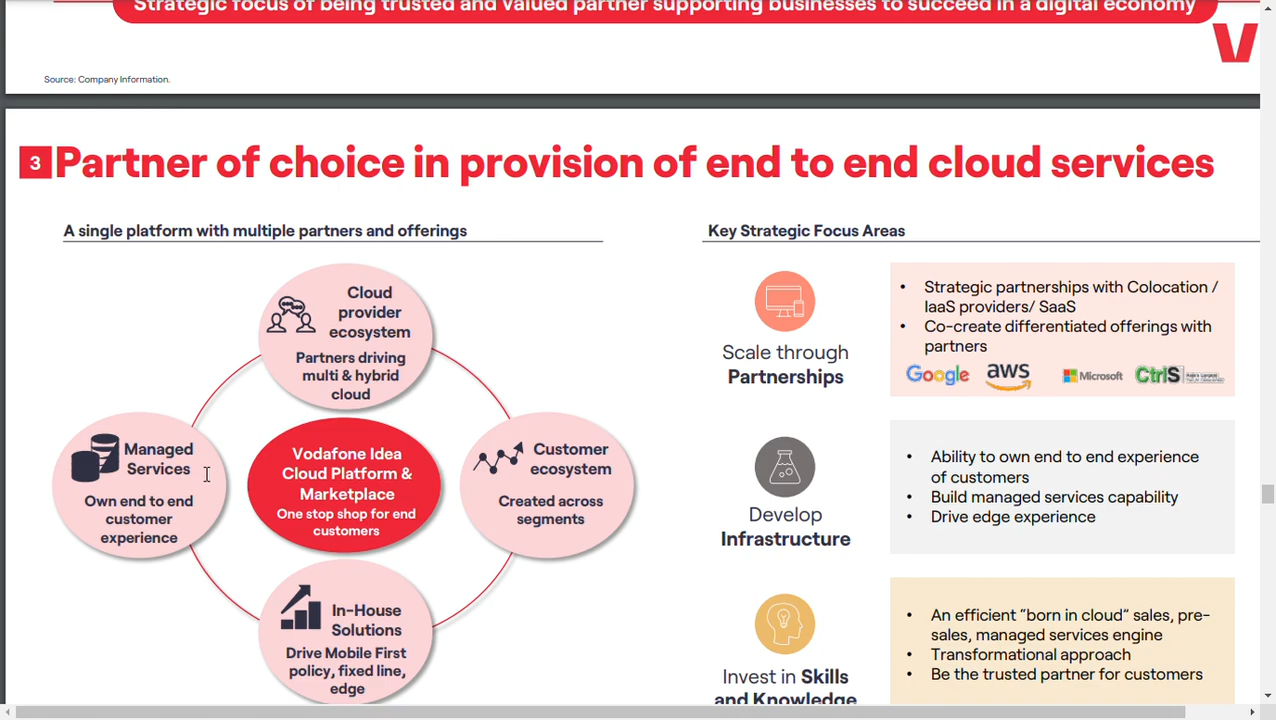 Strategic focus of being trusted and valued partner supporting businesses to succeed in a digital economy
Source: Company Information.
3 Partner of choice in provision of end to end cloud services
A single platform with multiple partners and offerings
Cloud
provider
ecosystem
Partners driving
multi & hybrid
cloud
Managed
Services
Own end to end
customer
experience
Vodafone Idea
Cloud Platform &
Marketplace
One stop shop for end
customers
Customer
ecosystem
Created across
segments
In-House
Solutions
Drive Mobile First
policy, fixed line,
edge
Key Strategic Focus Areas
Scale through
Partnerships
• Strategic partnerships with Colocation /
IaaS providers/ SaaS
• Co-create differentiated offerings with
partners
Google aws Microsoft CtrlS
Develop
Infrastructure
• Ability to own end to end experience
of customers
• Build managed services capability
• Drive edge experience
Invest in Skills
and Knowledge
• An efficient “born in cloud” sales, pre-
sales, managed services engine
• Transformational approach
• Be the trusted partner for customers